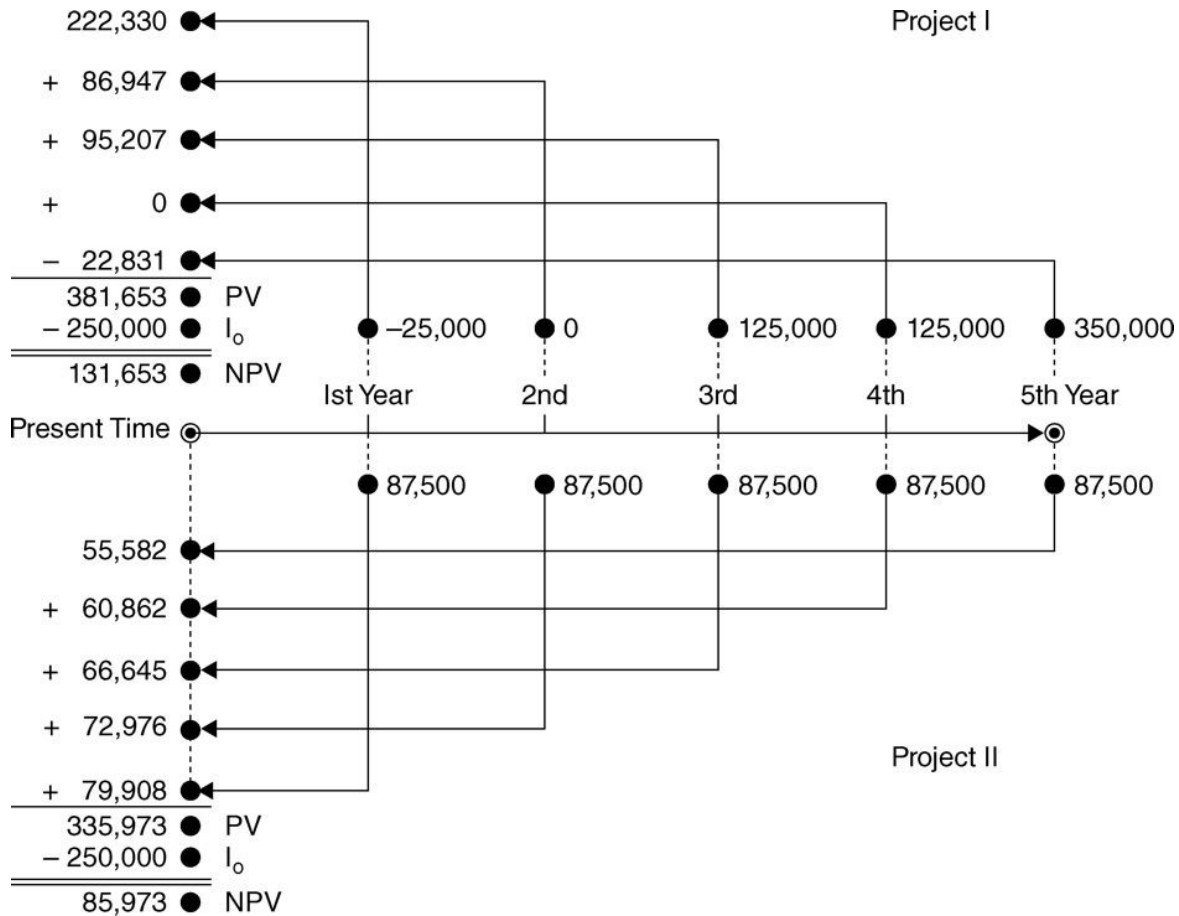 222,330 Project I
+ 86,947
+ 95,207
+ 0
– 22,831
381,653 PV
– 250,000 Io –25,000 0 125,000 125,000 350,000
131,653 NPV
Ist Year 2nd 3rd 4th 5th Year
Present Time
87,500 87,500 87,500 87,500 87,500
55,582
+ 60,862
+ 66,645
+ 72,976
Project II
+ 79,908
335,973 PV
– 250,000 Io
85,973 NPV